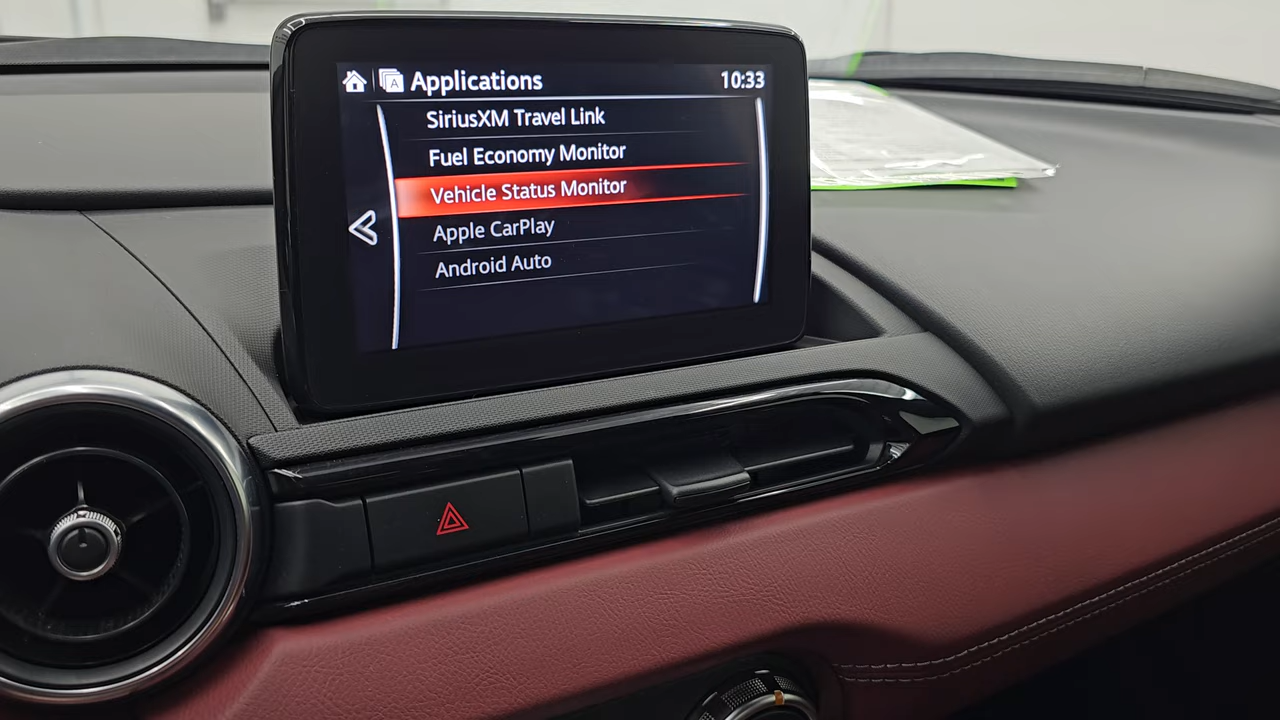 Applications 10:33
SiriusXM Travel Link
Fuel Economy Monitor
Vehicle Status Monitor
Apple CarPlay
Android Auto